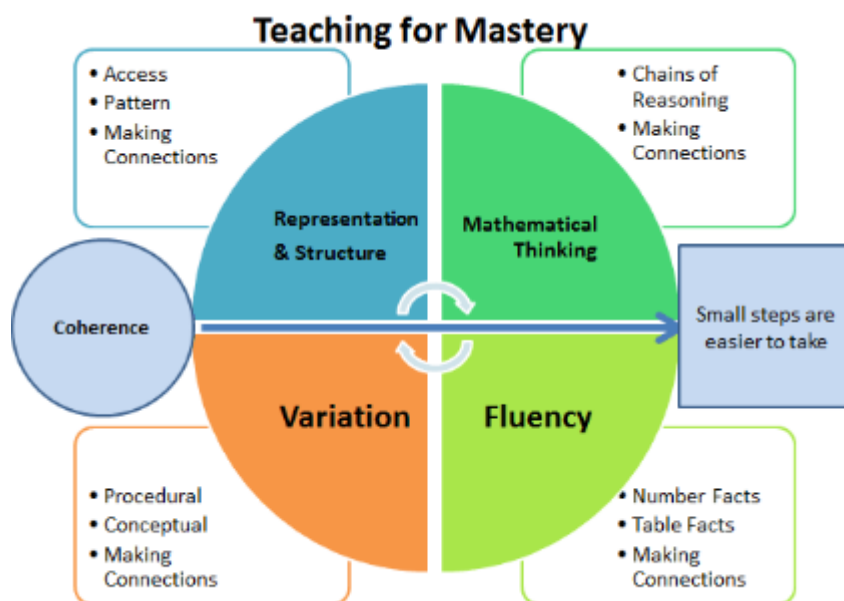 Teaching for Mastery
• Access
• Pattern
• Making
Connections
• Chains of
Reasoning
• Making
Connections
Representation
& Structure
Mathematical
Thinking
Coherence
Small steps are
easier to take
Variation
Fluency
• Procedural
• Conceptual
• Making
Connections
• Number Facts
• Table Facts
• Making
Connections